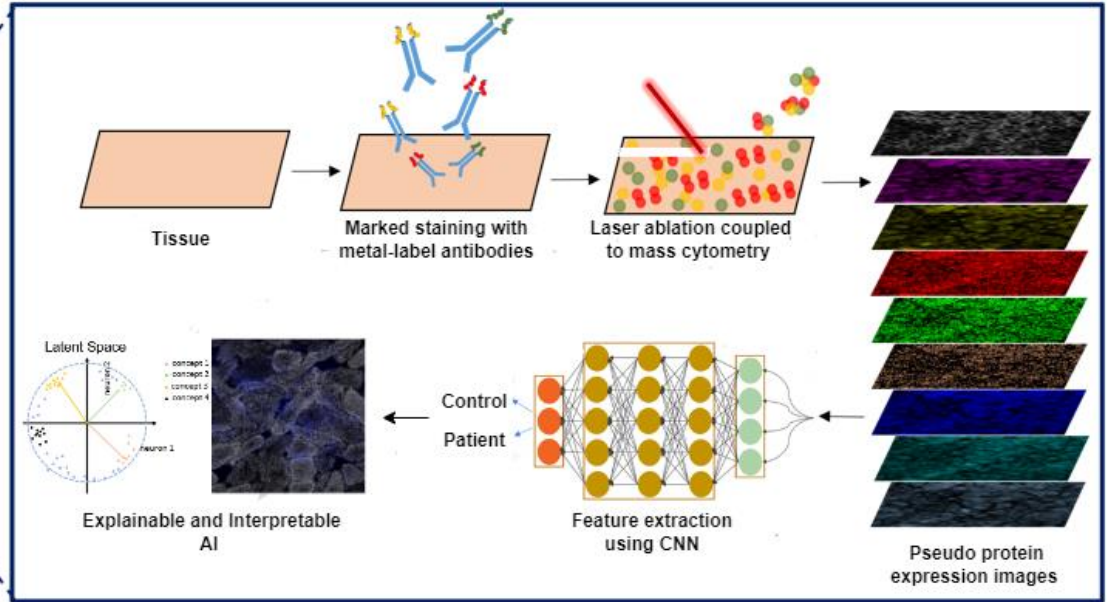 Tissue
Marked staining with
metal-label antibodies
Laser ablation coupled
to mass cytometry
Pseudo protein
expression images
Feature extraction
using CNN
Control
Patient
Explainable and Interpretable
AI
Latent Space
neuron 2
concept 1
concept 2
concept 3
concept 4
neuron 1